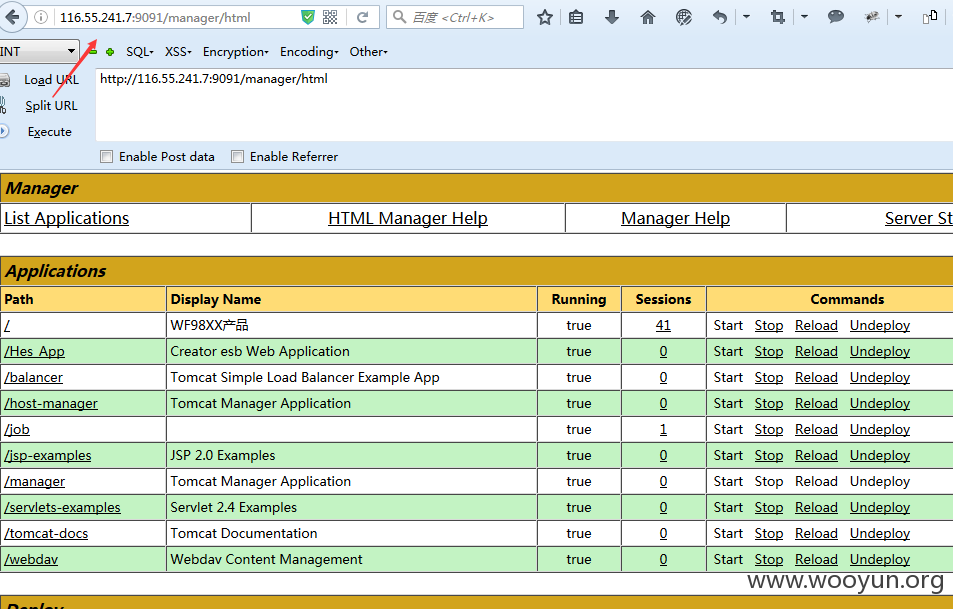 116.55.241.7:9091/manager/html 百度 <Ctrl+K>
INT SQL- XSS- Encryption- Encoding- Other-
Load URL http://116.55.241.7:9091/manager/html
Split URL
Execute
Enable Post data Enable Referrer
Manager
List Applications HTML Manager Help Manager Help Server St
Applications
Path Display Name Running Sessions Commands
/ WF98XX产品 true 41 Start Stop Reload Undeploy
/Hes_App Creator esb Web Application true 0 Start Stop Reload Undeploy
/balancer Tomcat Simple Load Balancer Example App true 0 Start Stop Reload Undeploy
/host-manager Tomcat Manager Application true 0 Start Stop Reload Undeploy
/job true 1 Start Stop Reload Undeploy
/jsp-examples JSP 2.0 Examples true 0 Start Stop Reload Undeploy
/manager Tomcat Manager Application true 0 Start Stop Reload Undeploy
/servlets-examples Servlet 2.4 Examples true 0 Start Stop Reload Undeploy
/tomcat-docs Tomcat Documentation true 0 Start Stop Reload Undeploy
/webdav Webdav Content Management true 0 Start Stop Reload Undeploy
www.wooyun.org
Deploy